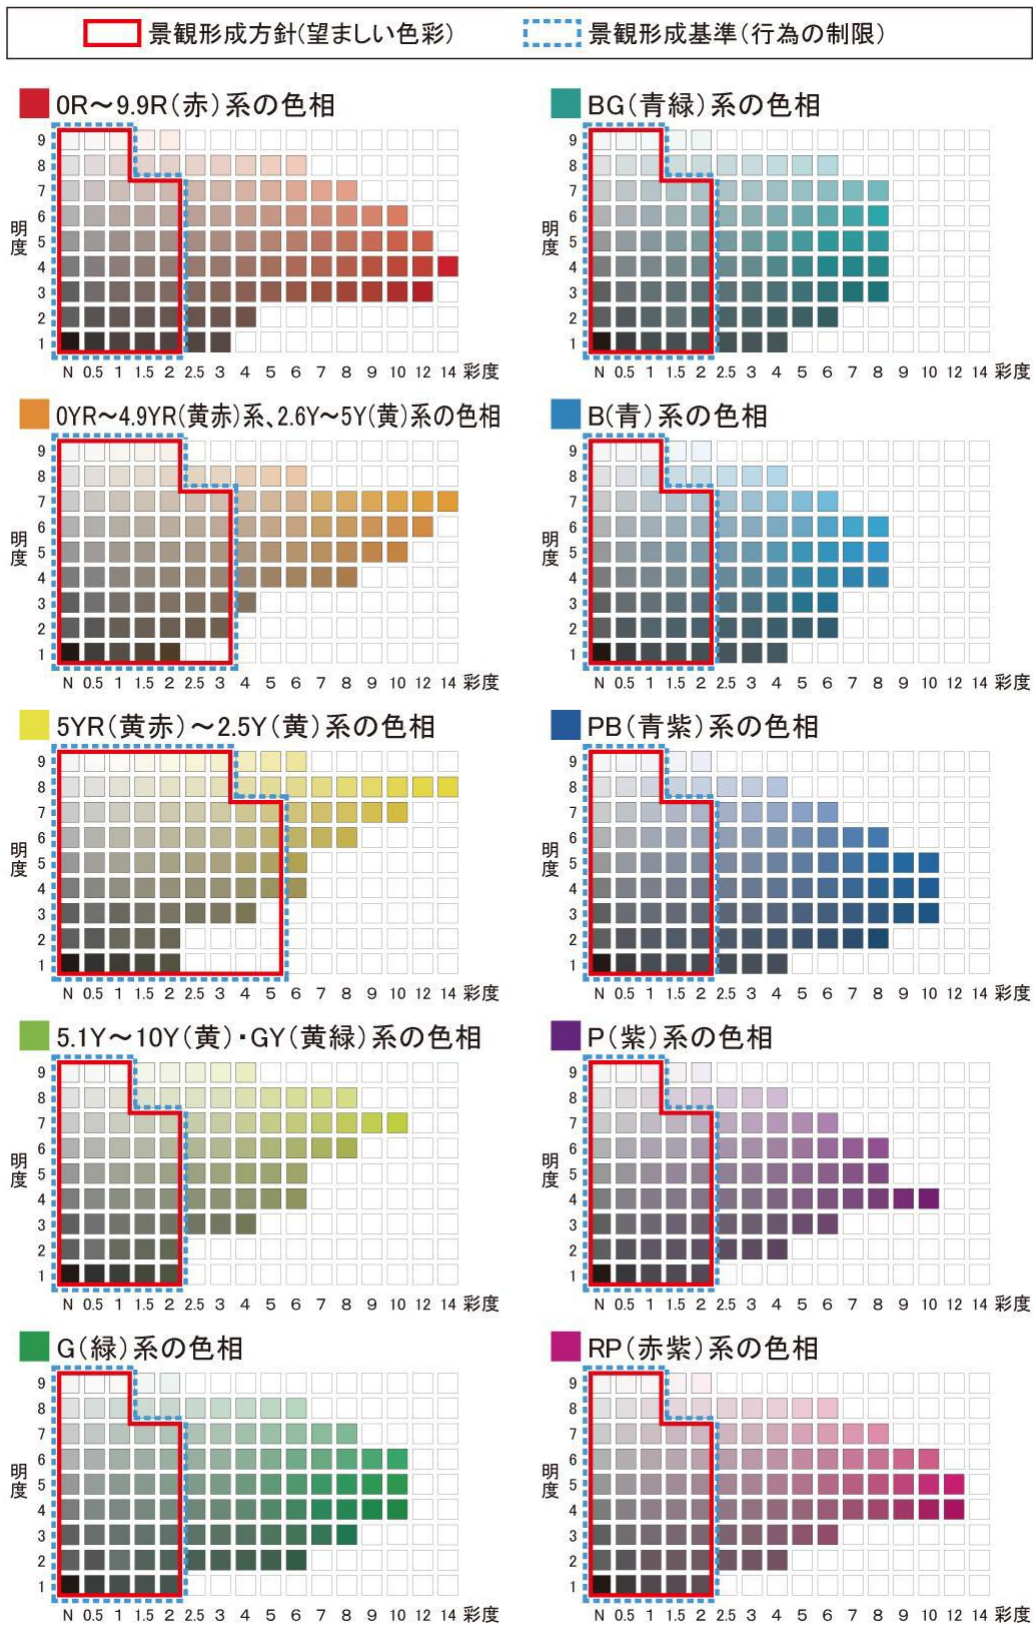 景観形成方針(望ましい色彩)
景観形成基準(行為の制限)
0R～9.9R(赤)系の色相
明度
9
8
7
6
5
4
3
2
1
N 0.5 1 1.5 2 2.5 3 4 5 6 7 8 9 10 12 14 彩度
0YR～4.9YR(黄赤)系、2.6Y～5Y(黄)系の色相
明度
9
8
7
6
5
4
3
2
1
N 0.5 1 1.5 2 2.5 3 4 5 6 7 8 9 10 12 14 彩度
5YR(黄赤)～2.5Y(黄)系の色相
明度
9
8
7
6
5
4
3
2
1
N 0.5 1 1.5 2 2.5 3 4 5 6 7 8 9 10 12 14 彩度
5.1Y～10Y(黄)・GY(黄緑)系の色相
明度
9
8
7
6
5
4
3
2
1
N 0.5 1 1.5 2 2.5 3 4 5 6 7 8 9 10 12 14 彩度
G(緑)系の色相
明度
9
8
7
6
5
4
3
2
1
N 0.5 1 1.5 2 2.5 3 4 5 6 7 8 9 10 12 14 彩度
BG(青緑)系の色相
明度
9
8
7
6
5
4
3
2
1
N 0.5 1 1.5 2 2.5 3 4 5 6 7 8 9 10 12 14 彩度
B(青)系の色相
明度
9
8
7
6
5
4
3
2
1
N 0.5 1 1.5 2 2.5 3 4 5 6 7 8 9 10 12 14 彩度
PB(青紫)系の色相
明度
9
8
7
6
5
4
3
2
1
N 0.5 1 1.5 2 2.5 3 4 5 6 7 8 9 10 12 14 彩度
P(紫)系の色相
明度
9
8
7
6
5
4
3
2
1
N 0.5 1 1.5 2 2.5 3 4 5 6 7 8 9 10 12 14 彩度
RP(赤紫)系の色相
明度
9
8
7
6
5
4
3
2
1
N 0.5 1 1.5 2 2.5 3 4 5 6 7 8 9 10 12 14 彩度